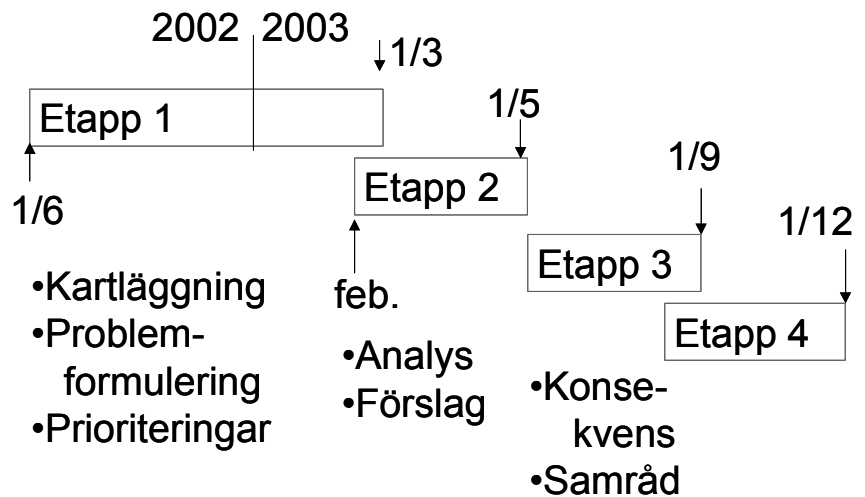 2002 2003
1/3
Etapp 1
1/5
1/6
Etapp 2
1/9
feb.
Etapp 3
1/12
Etapp 4
•Kartläggning
•Problem-
formulering
•Prioriteringar
•Analys
•Förslag
•Konse-
kvens
•Samråd